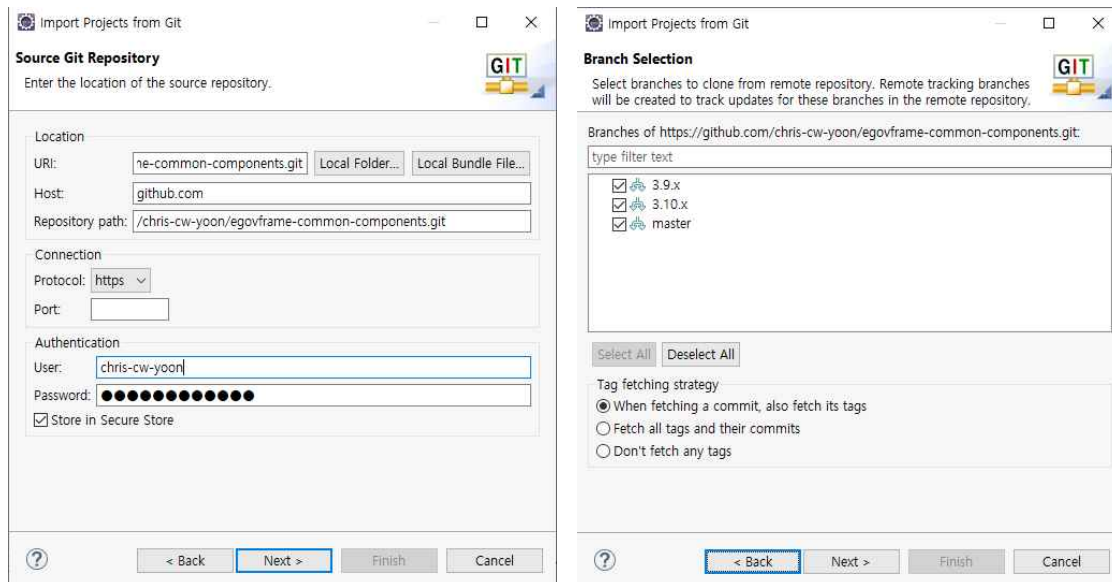 Import Projects from Git
Source Git Repository
Enter the location of the source repository.
GIT
Location
URI: ne-common-components.git Local Folder... Local Bundle File...
Host: github.com
Repository path: /chris-cw-yoon/egovframe-common-components.git
Connection
Protocol: https
Port:
Authentication
User: chris-cw-yoon
Password: ●●●●●●●●●●●●
Store in Secure Store
< Back Next > Finish Cancel
Import Projects from Git
Branch Selection
Select branches to clone from remote repository. Remote tracking branches
will be created to track updates for these branches in the remote repository.
GIT
Branches of https://github.com/chris-cw-yoon/egovframe-common-components.git:
type filter text
3.9.x
3.10.x
master
Select All Deselect All
Tag fetching strategy
When fetching a commit, also fetch its tags
Fetch all tags and their commits
Don't fetch any tags
< Back Next > Finish Cancel